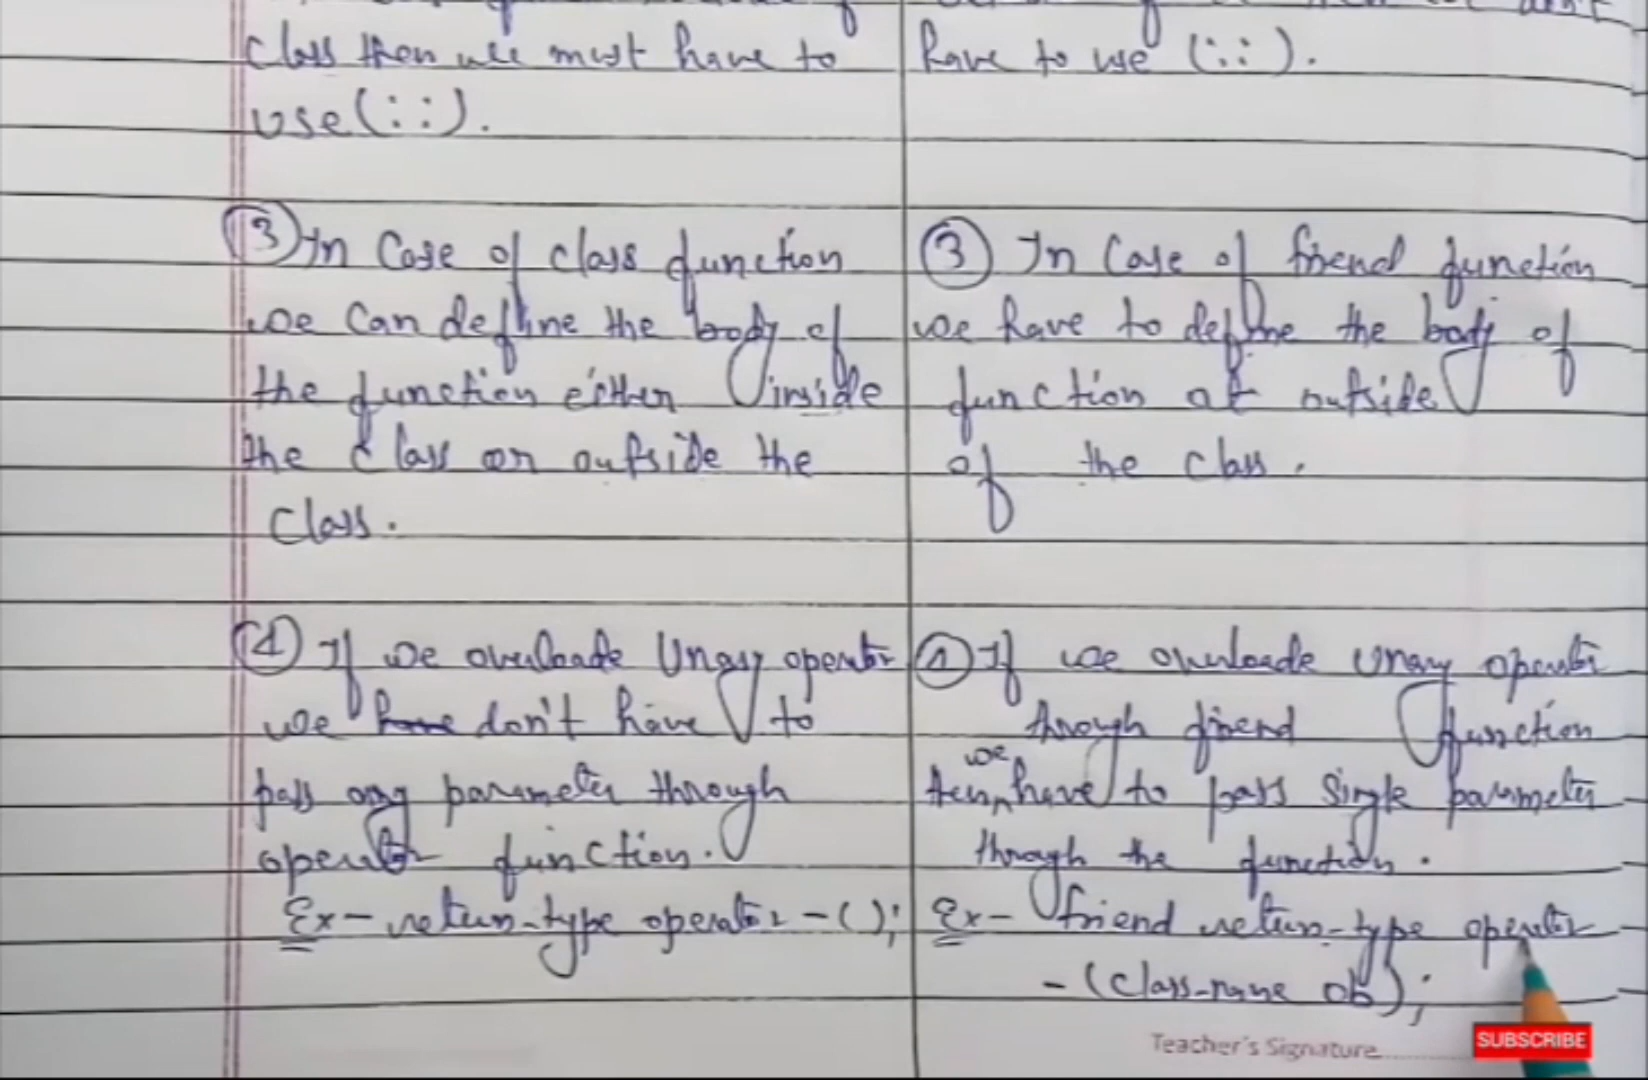 class then we must have to
use(::).
③ In Case of class function
we can define the body of
the function either inside
the class or outside the
class.
④ If we overloade Unary operator
we have don't have to
pass any parameter through
operator function.
Ex- return-type operator -();
have to use (::).
③ In Case of friend function
we have to define the body of
function at outside
of the class.
④ If we overloade unary operator
through friend function
then we have to pass single parameter
through the function.
Ex- friend return-type operator
-(class-name ob);
Teacher's Signature
SUBSCRIBE